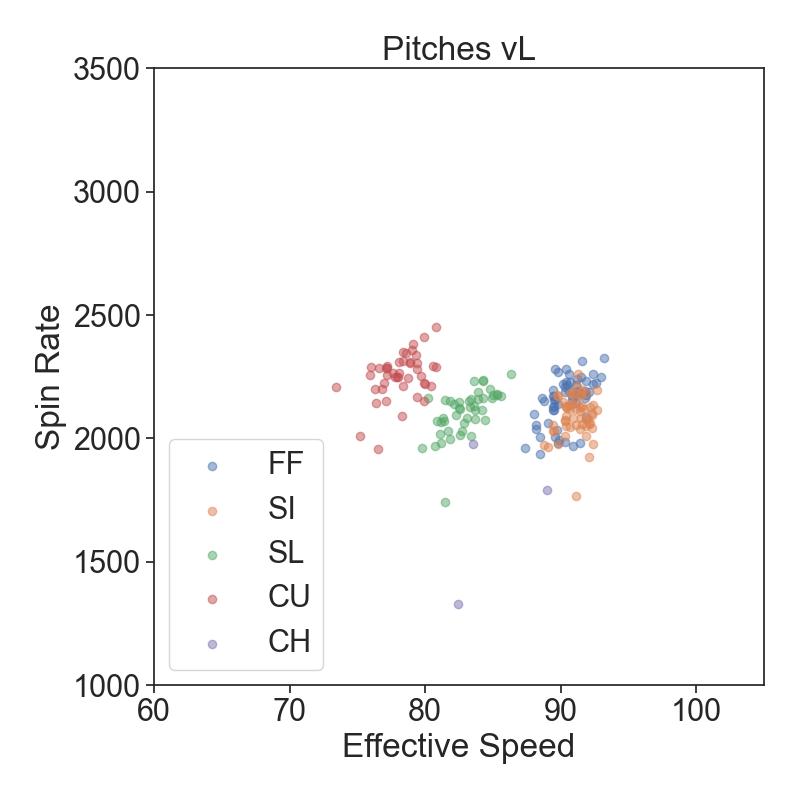 Pitches vL
3500
3000
2500
2000
1500
1000
Spin Rate
FF
SI
SL
CU
CH
60 70 80 90 100
Effective Speed